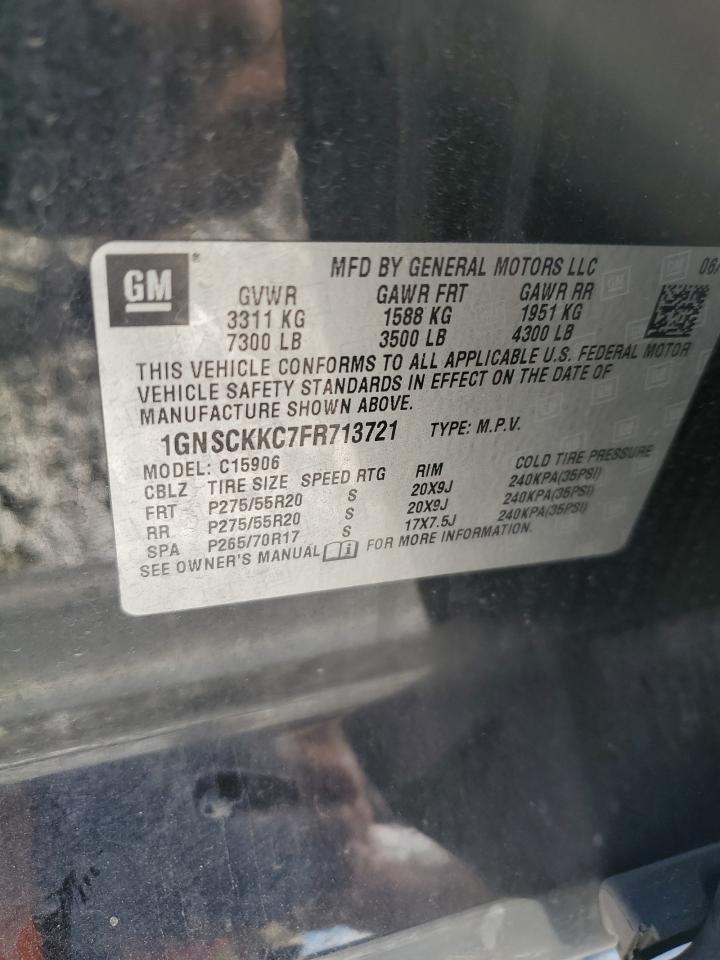 GM® MFD BY GENERAL MOTORS LLC 06/
GVWR GAWR FRT GAWR RR
3311 KG 1588 KG 1951 KG
7300 LB 3500 LB 4300 LB
THIS VEHICLE CONFORMS TO ALL APPLICABLE U.S. FEDERAL MOTOR
VEHICLE SAFETY STANDARDS IN EFFECT ON THE DATE OF
MANUFACTURE SHOWN ABOVE.
1GNSCKKC7FR713721 TYPE: M.P.V.
MODEL: C15906
CBLZ TIRE SIZE SPEED RTG RIM COLD TIRE PRESSURE
FRT P275/55R20 S 20X9J 240KPA(35PSI)
RR P275/55R20 S 20X9J 240KPA(35PSI)
SPA P265/70R17 S 17X7.5J 240KPA(35PSI)
SEE OWNER'S MANUAL FOR MORE INFORMATION.